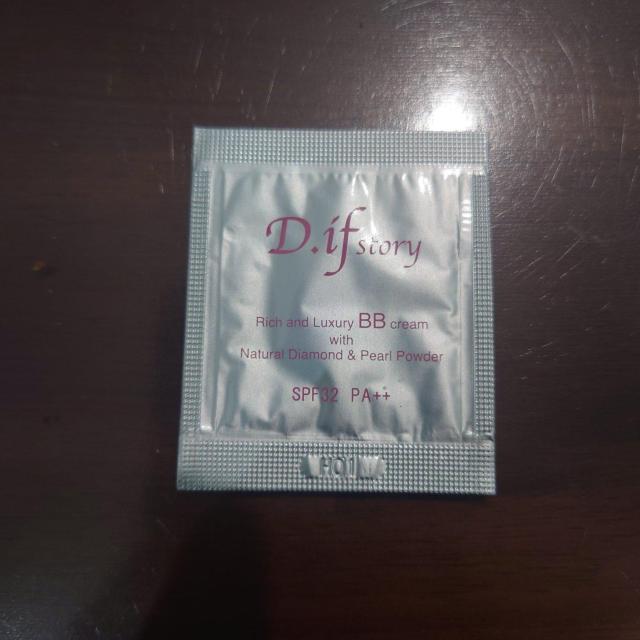 D.if story
Rich and Luxury BB cream
with
Natural Diamond & Pearl Powder
SPF32 PA++